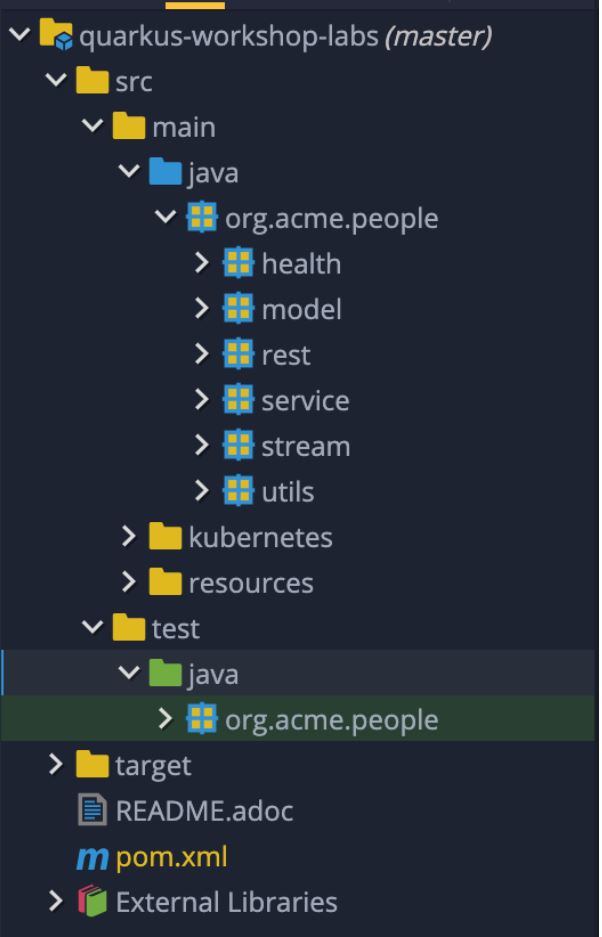 quarkus-workshop-labs (master)
src
main
java
org.acme.people
health
model
rest
service
stream
utils
kubernetes
resources
test
java
org.acme.people
target
README.adoc
m pom.xml
External Libraries